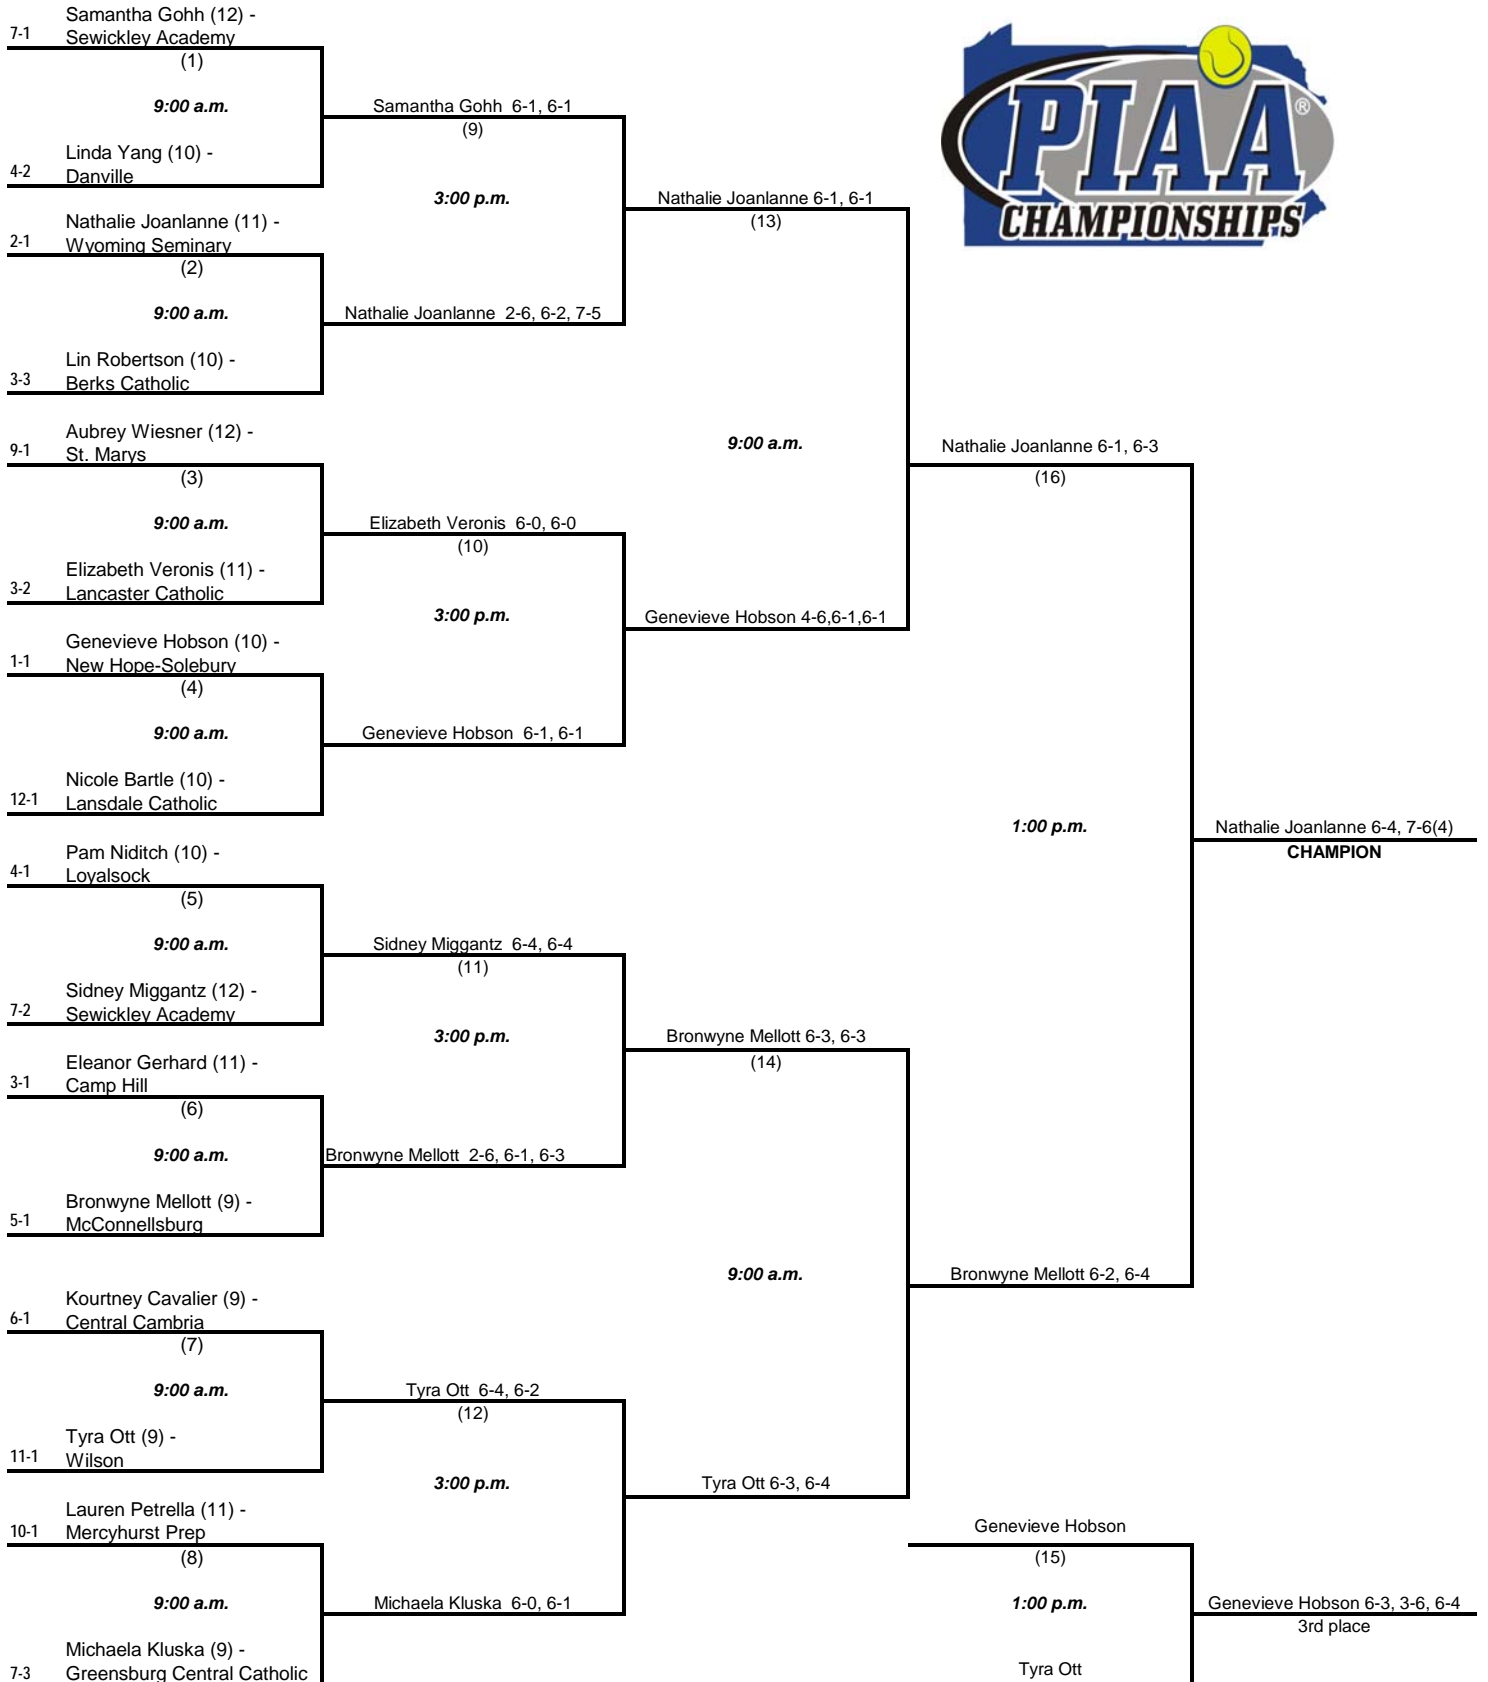 Samantha Gohh (12) -
7-1 Sewickley Academy
(1)
9:00 a.m.
Samantha Gohh 6-1, 6-1
(9)
Linda Yang (10) -
4-2 Danville
3:00 p.m.
Nathalie Joanlanne 6-1, 6-1
(13)
Nathalie Joanlanne (11) -
2-1 Wyoming Seminary
(2)
9:00 a.m.
Nathalie Joanlanne 2-6, 6-2, 7-5
Lin Robertson (10) -
3-3 Berks Catholic
PIAA®
CHAMPIONSHIPS
Aubrey Wiesner (12) -
9-1 St. Marys
(3)
9:00 a.m.
Nathalie Joanlanne 6-1, 6-3
(16)
9:00 a.m.
Elizabeth Veronis 6-0, 6-0
(10)
Elizabeth Veronis (11) -
3-2 Lancaster Catholic
3:00 p.m.
Genevieve Hobson 4-6,6-1,6-1
Genevieve Hobson (10) -
1-1 New Hope-Solebury
(4)
9:00 a.m.
Genevieve Hobson 6-1, 6-1
Nicole Bartle (10) -
12-1 Lansdale Catholic
1:00 p.m.
Nathalie Joanlanne 6-4, 7-6(4)
CHAMPION
Pam Niditch (10) -
4-1 Loyalsock
(5)
9:00 a.m.
Sidney Miggantz 6-4, 6-4
(11)
Sidney Miggantz (12) -
7-2 Sewickley Academy
3:00 p.m.
Bronwyne Mellott 6-3, 6-3
(14)
Eleanor Gerhard (11) -
3-1 Camp Hill
(6)
9:00 a.m.
Bronwyne Mellott 2-6, 6-1, 6-3
Bronwyne Mellott (9) -
5-1 McConnellsburg
9:00 a.m.
Bronwyne Mellott 6-2, 6-4
Kourtney Cavalier (9) -
6-1 Central Cambria
(7)
9:00 a.m.
Tyra Ott 6-4, 6-2
(12)
Tyra Ott (9) -
11-1 Wilson
3:00 p.m.
Tyra Ott 6-3, 6-4
Lauren Petrella (11) -
10-1 Mercyhurst Prep
(8)
Genevieve Hobson
(15)
9:00 a.m.
Michaela Kluska 6-0, 6-1
1:00 p.m.
Genevieve Hobson 6-3, 3-6, 6-4
3rd place
Michaela Kluska (9) -
7-3 Greensburg Central Catholic
Tyra Ott